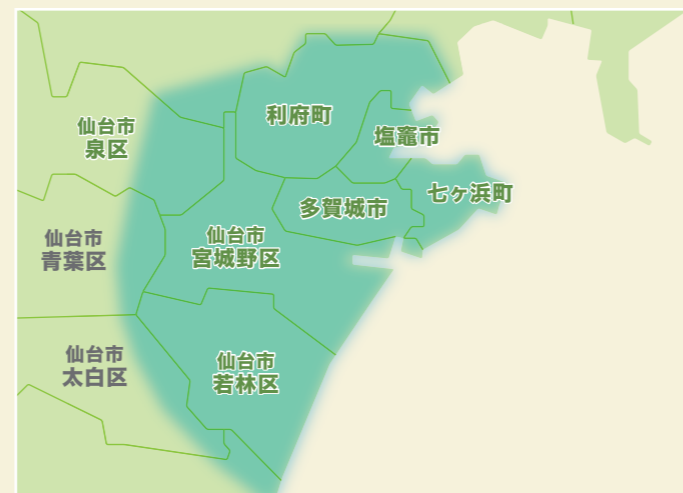 利府町
塩竈市
仙台市
泉区
七ヶ浜町
多賀城市
仙台市
宮城野区
仙台市
青葉区
仙台市
太白区
仙台市
若林区